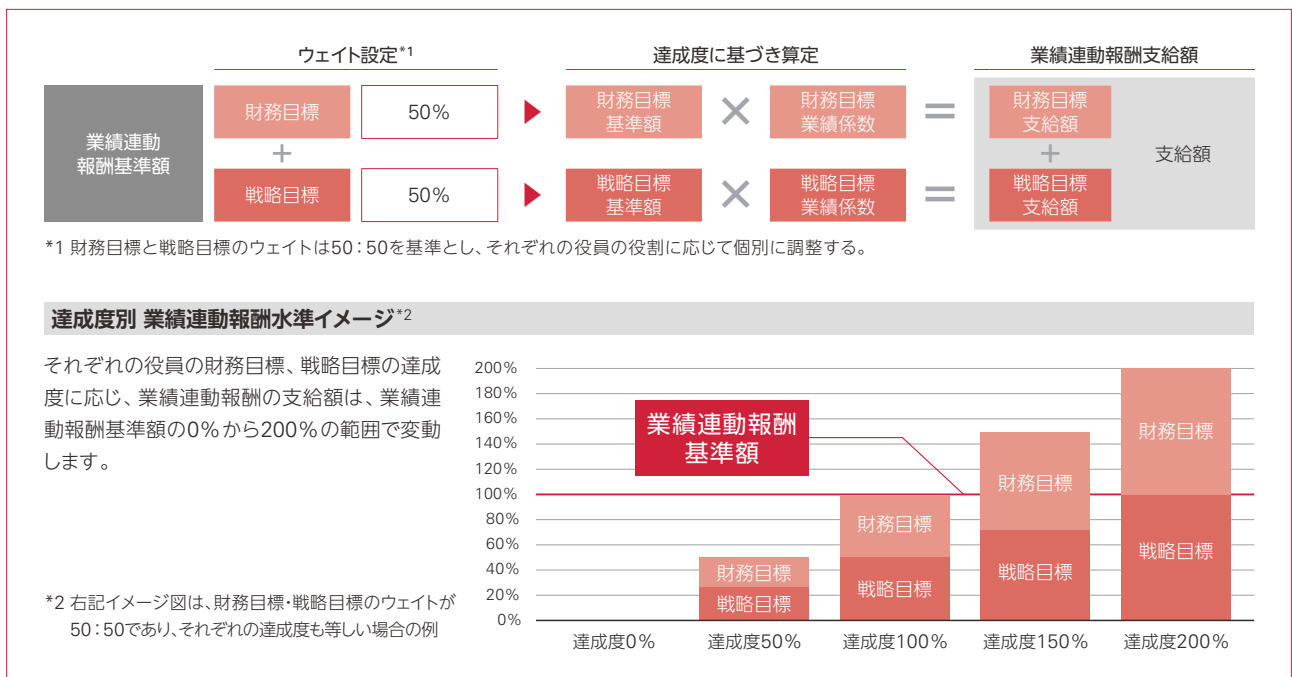 ウェイト設定*1
達成度に基づき算定
業績連動報酬支給額
業績連動
報酬基準額
財務目標
50%
財務目標
基準額
×
財務目標
業績係数
=
財務目標
支給額
+
+
支給額
戦略目標
50%
戦略目標
基準額
×
戦略目標
業績係数
=
戦略目標
支給額
*1 財務目標と戦略目標のウェイトは50:50を基準とし、それぞれの役員の役割に応じて個別に調整する。
達成度別 業績連動報酬水準イメージ*2
それぞれの役員の財務目標、戦略目標の達成
度に応じ、業績連動報酬の支給額は、業績連
動報酬基準額の0%から200%の範囲で変動
します。
*2 右記イメージ図は、財務目標・戦略目標のウェイトが
50:50であり、それぞれの達成度も等しい場合の例
200%
180%
160%
140%
120%
100%
80%
60%
40%
20%
0%
業績連動報酬
基準額
財務目標
戦略目標
財務目標
戦略目標
財務目標
戦略目標
財務目標
戦略目標
達成度0%
達成度50%
達成度100%
達成度150%
達成度200%